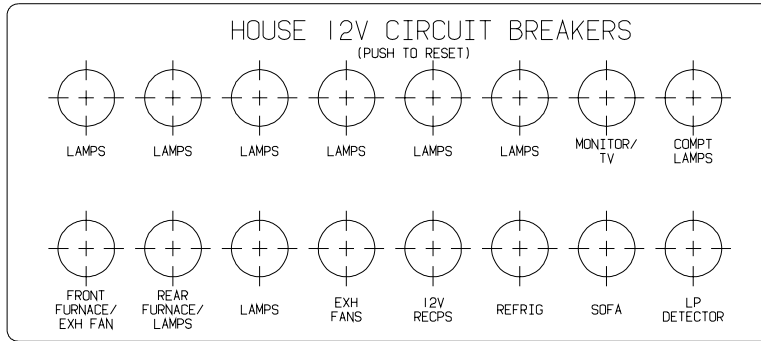 HOUSE 12V CIRCUIT BREAKERS
(PUSH TO RESET)
LAMPS LAMPS LAMPS LAMPS LAMPS LAMPS MONITOR/ COMPT
TV LAMPS
FRONT REAR LAMPS EXH 12V REFRIG SOFA LP
FURNACE/ FURNACE/ FANS RECPS DETECTOR
EXH FAN LAMPS